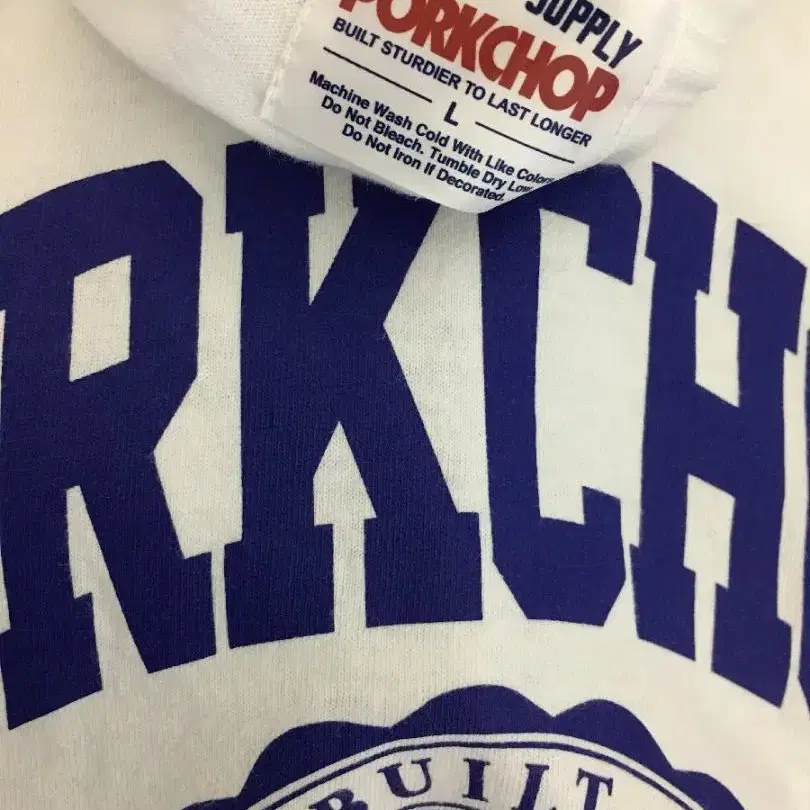 SUPPLY
PORKCHOP
BUILT STURDIER TO LAST LONGER
L
Machine Wash Cold With Like Colors
Do Not Bleach. Tumble Dry Low
Do Not Iron If Decorated.
RKCH
BUILT